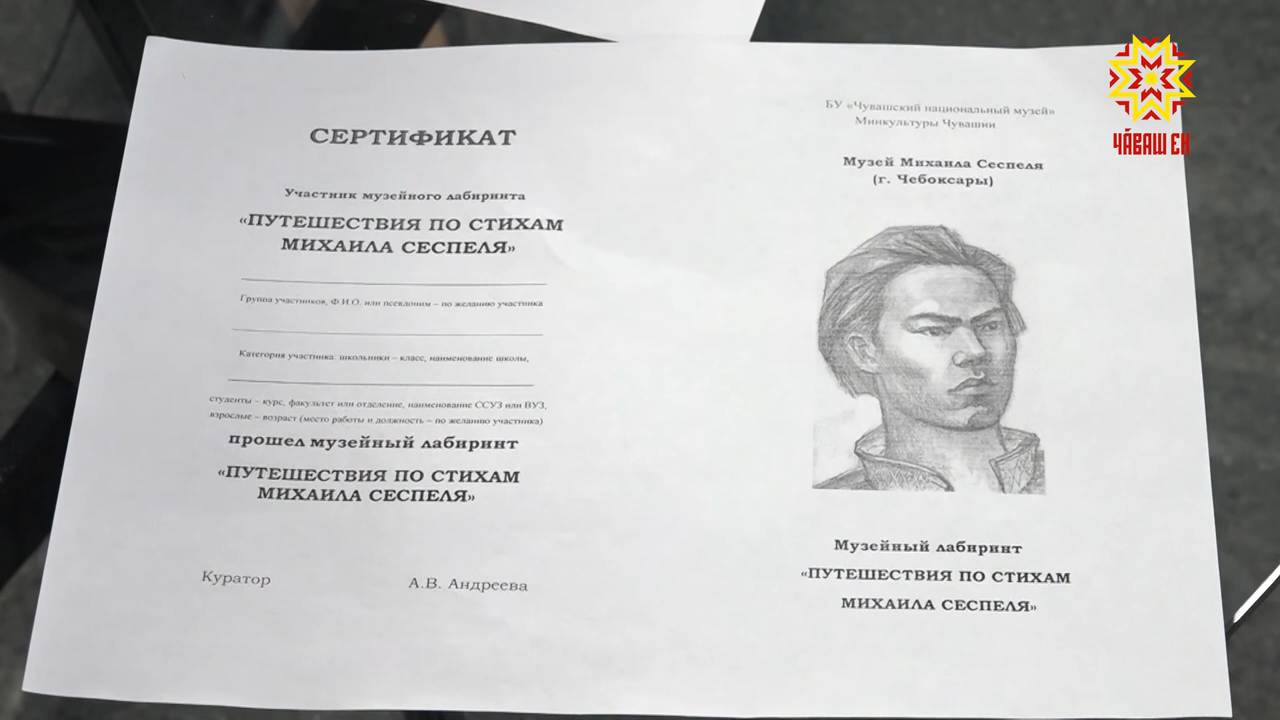 СЕРТИФИКАТ
Участник музейного лабиринта
«ПУТЕШЕСТВИЯ ПО СТИХАМ
МИХАИЛА СЕСПЕЛЯ»
Группа участников, Ф.И.О. или псевдоним – по желанию участника
Категория участника: школьники – класс, наименование школы,
студенты – курс, факультет или отделение, наименование ССУЗ или ВУЗ,
взрослые – возраст (место работы и должность – по желанию участника)
прошел музейный лабиринт
«ПУТЕШЕСТВИЯ ПО СТИХАМ
МИХАИЛА СЕСПЕЛЯ»
Куратор А.В. Андреева
БУ «Чувашский национальный музей»
Минкультуры Чувашии
Музей Михаила Сеспеля
(г. Чебоксары)
Музейный лабиринт
«ПУТЕШЕСТВИЯ ПО СТИХАМ
МИХАИЛА СЕСПЕЛЯ»
ЧĂВАШ ЕН